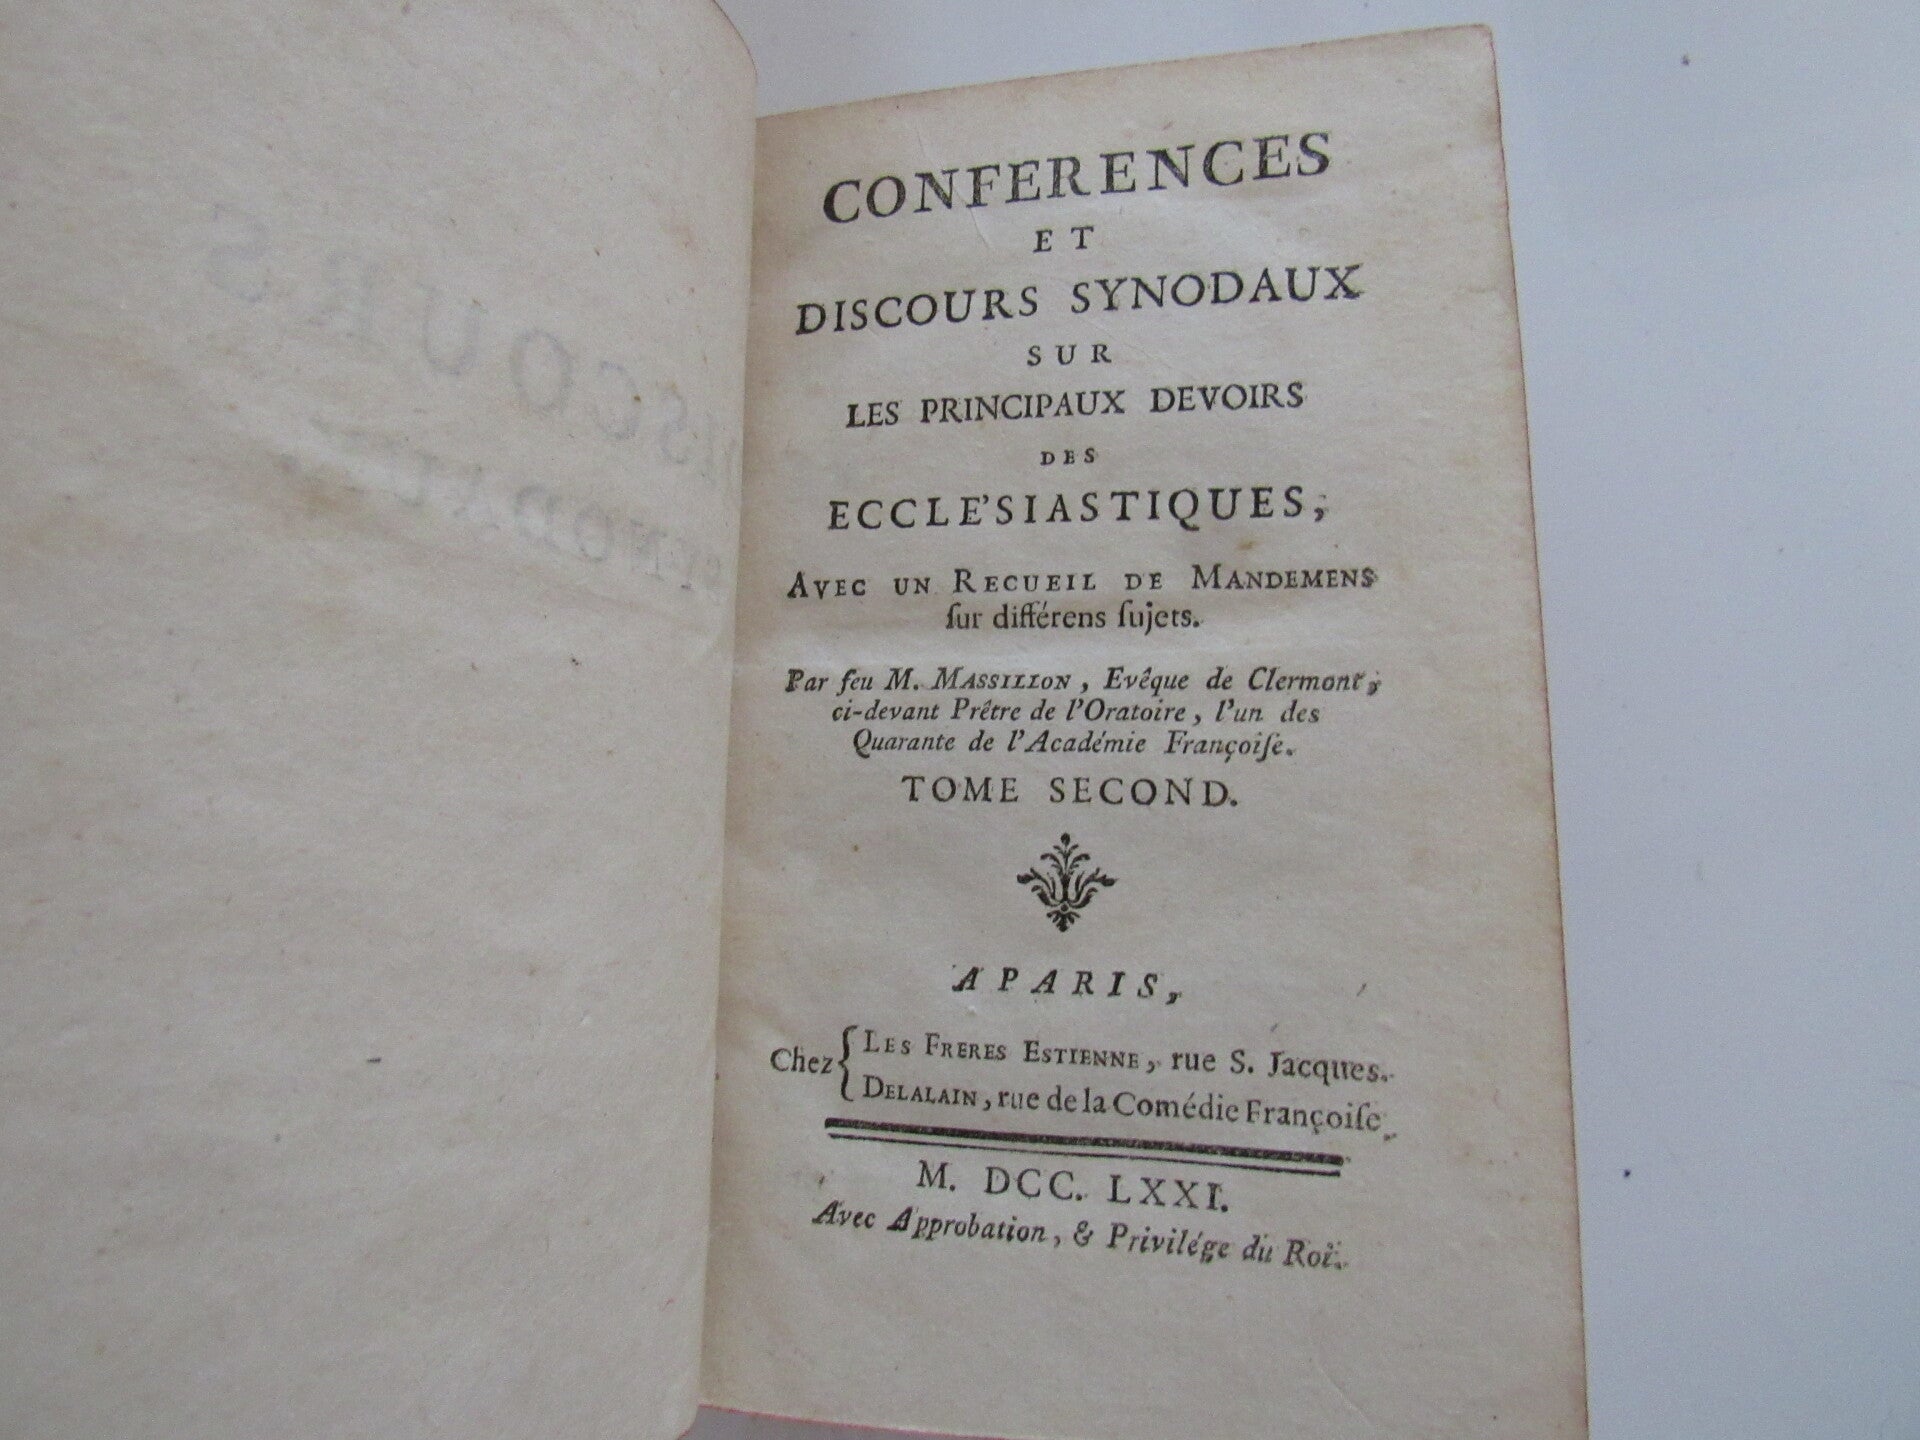 CONFERENCES
ET
DISCOURS SYNODAUX
SUR
LES PRINCIPAUX DEVOIRS
DES
ECCLE'SIASTIQUES,
AVEC UN RECUEIL DE MANDEMENS
ſur différens ſujets.
Par feu M. MASSILLON, Evêque de Clermont,
ci-devant Prêtre de l'Oratoire, l'un des
Quarante de l'Académie Françoiſe.
TOME SECOND.
A PARIS,
Chez { LES FRERES ESTIENNE, rue S. Jacques.
DELALAIN, rue de la Comédie Françoiſe.
M. DCC. LXXI.
Avec Approbation, & Privilége du Roi.